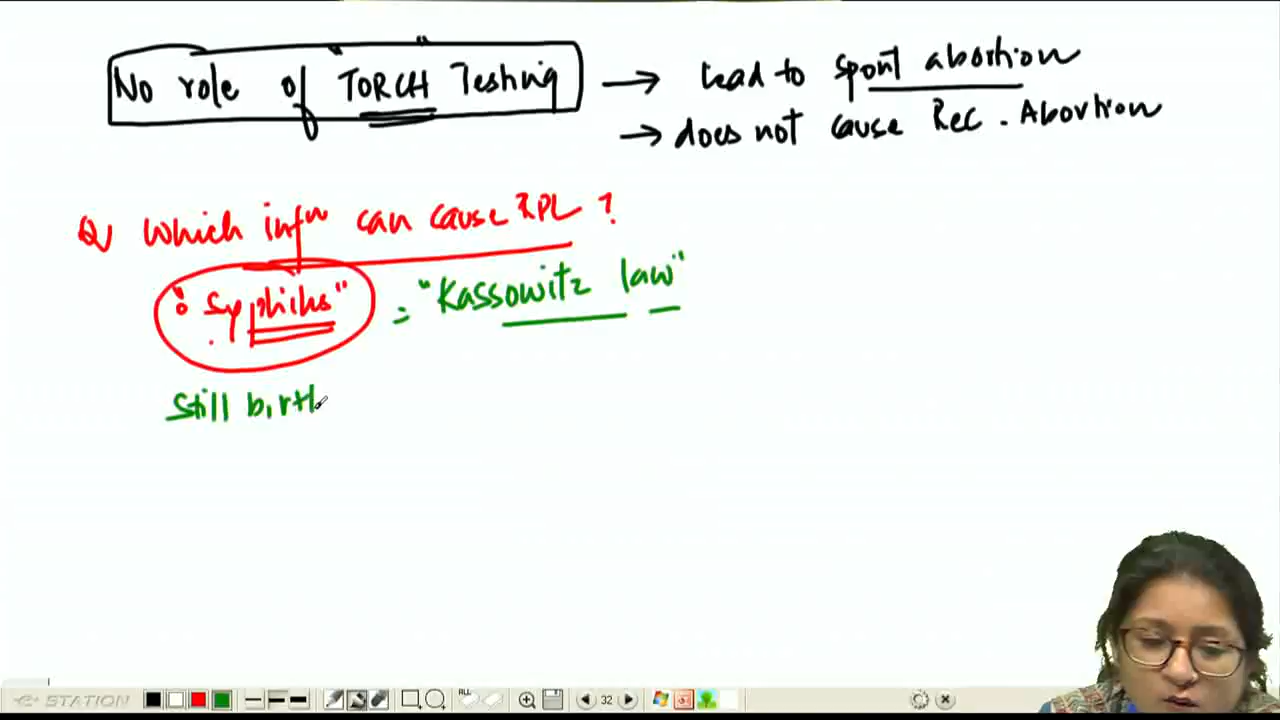 No role of "TORCH" Testing → lead to spont abortion
→ does not cause Rec. Abortion
Q Which infn can cause RPL ?
"Syphilis" = "Kassowitz law"
Still birth
STATION
ALL
32